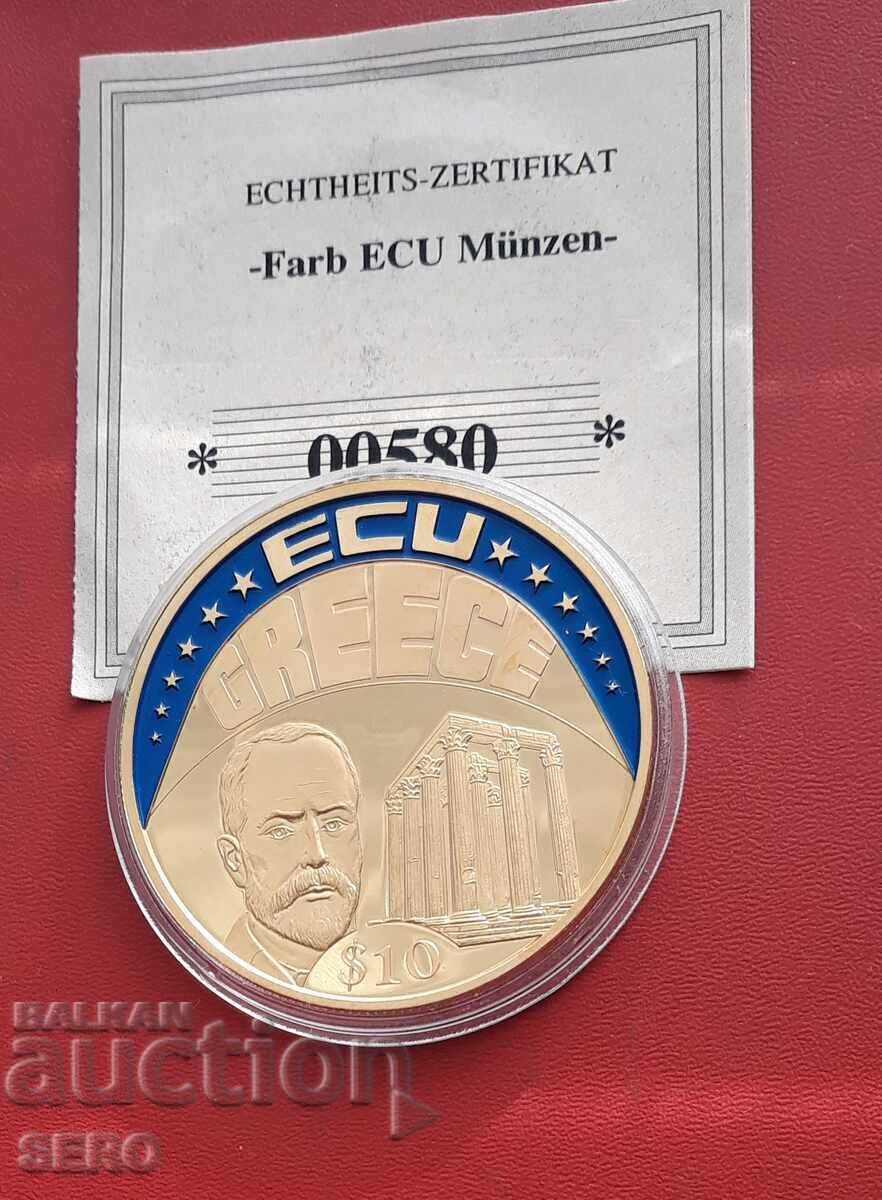 ECHTHEITS-ZERTIFIKAT
-Farb ECU Münzen-
* 00580 *
ECU
GREECE
$10
BALKAN
auction
SERO